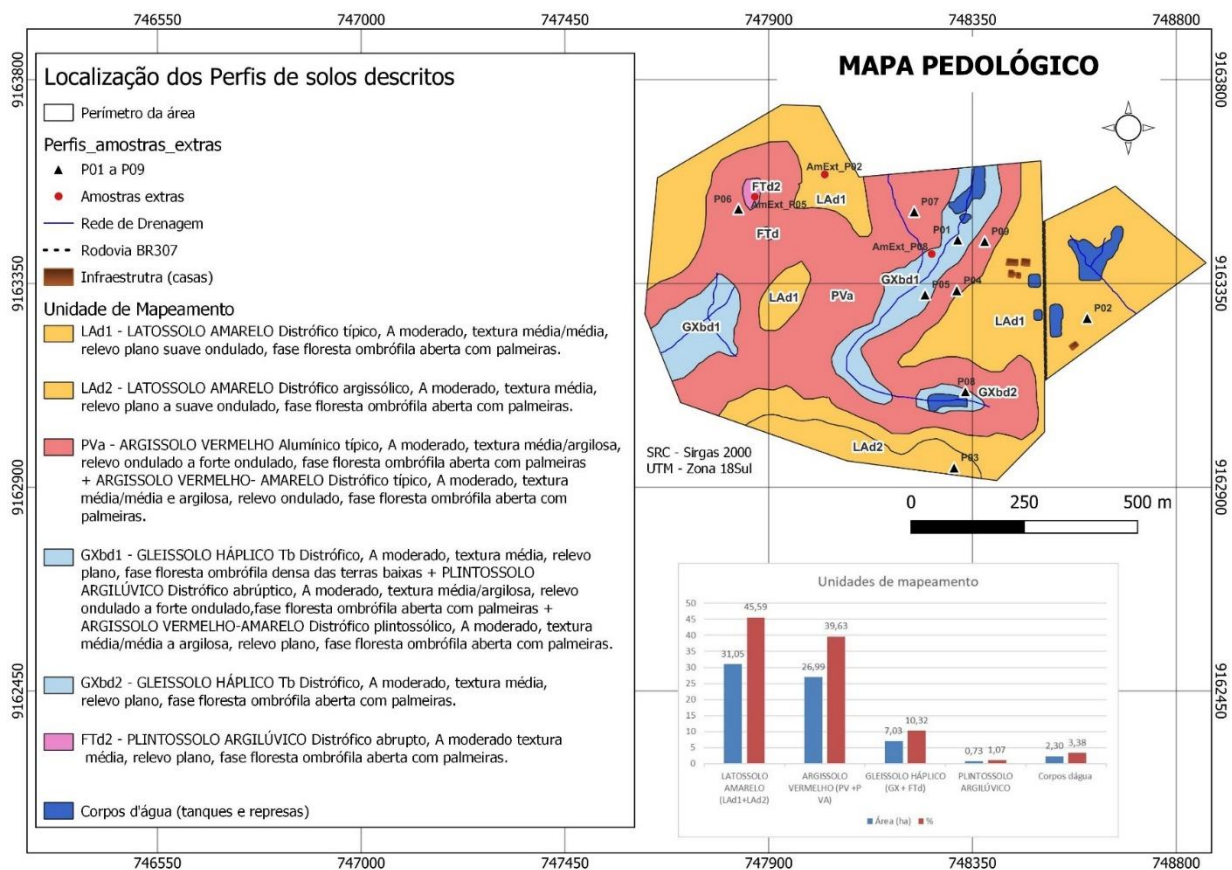 746550 747000 747450 747900 748350 748800
9163800
9163350
9162900
9162450
Localização dos Perfis de solos descritos
Perímetro da área
Perfis_amostras_extras
P01 a P09
Amostras extras
Rede de Drenagem
Rodovia BR307
Infraestrutra (casas)
Unidade de Mapeamento
LAd1 - LATOSSOLO AMARELO Distrófico típico, A moderado, textura média/média,
relevo plano suave ondulado, fase floresta ombrófila aberta com palmeiras.
LAd2 - LATOSSOLO AMARELO Distrófico argissólico, A moderado, textura média,
relevo plano a suave ondulado, fase floresta ombrófila aberta com palmeiras.
PVa - ARGISSOLO VERMELHO Alumínico típico, A moderado, textura média/argilosa,
relevo ondulado a forte ondulado, fase floresta ombrófila aberta com palmeiras
+ ARGISSOLO VERMELHO- AMARELO Distrófico típico, A moderado, textura
média/média e argilosa, relevo ondulado, fase floresta ombrófila aberta com
palmeiras.
GXbd1 - GLEISSOLO HÁPLICO Tb Distrófico, A moderado, textura média, relevo
plano, fase floresta ombrófila densa das terras baixas + PLINTOSSOLO
ARGILÚVICO Distrófico abrúptico, A moderado, textura média/argilosa, relevo
ondulado a forte ondulado,fase floresta ombrófila aberta com palmeiras +
ARGISSOLO VERMELHO-AMARELO Distrófico plintossólico, A moderado, textura
média/média a argilosa, relevo plano, fase floresta ombrófila aberta com palmeiras.
GXbd2 - GLEISSOLO HÁPLICO Tb Distrófico, A moderado, textura média,
relevo plano, fase floresta ombrófila aberta com palmeiras.
FTd2 - PLINTOSSOLO ARGILÚVICO Distrófico abrupto, A moderado textura
média, relevo plano, fase floresta ombrófila aberta com palmeiras.
Corpos d'água (tanques e represas)
MAPA PEDOLÓGICO
AmExt_P02
FTd2
P06
AmExt_P05
LAd1
P07
FTd
P01
P09
AmExt_P08
GXbd1
P05
P04
LAd1
PVa
GXbd1
LAd1
P02
P08
GXbd2
LAd2
P03
SRC - Sirgas 2000
UTM - Zona 18Sul
0 250 500 m
Unidades de mapeamento
50
45
40
35
30
25
20
15
10
5
0
31,05 45,59
26,99 39,63
7,03 10,32
0,73 1,07
2,30 3,38
LATOSSOLO
AMARELO
(LAd1+LAd2)
ARGISSOLO
VERMELHO (PV +P
VA)
GLEISSOLO HÁPLICO
(GX + FTd)
PLINTOSSOLO
ARGILÚVICO
Corpos dágua
Área (ha) %
9163800
9163350
9162900
9162450
746550 747000 747450 747900 748350 748800